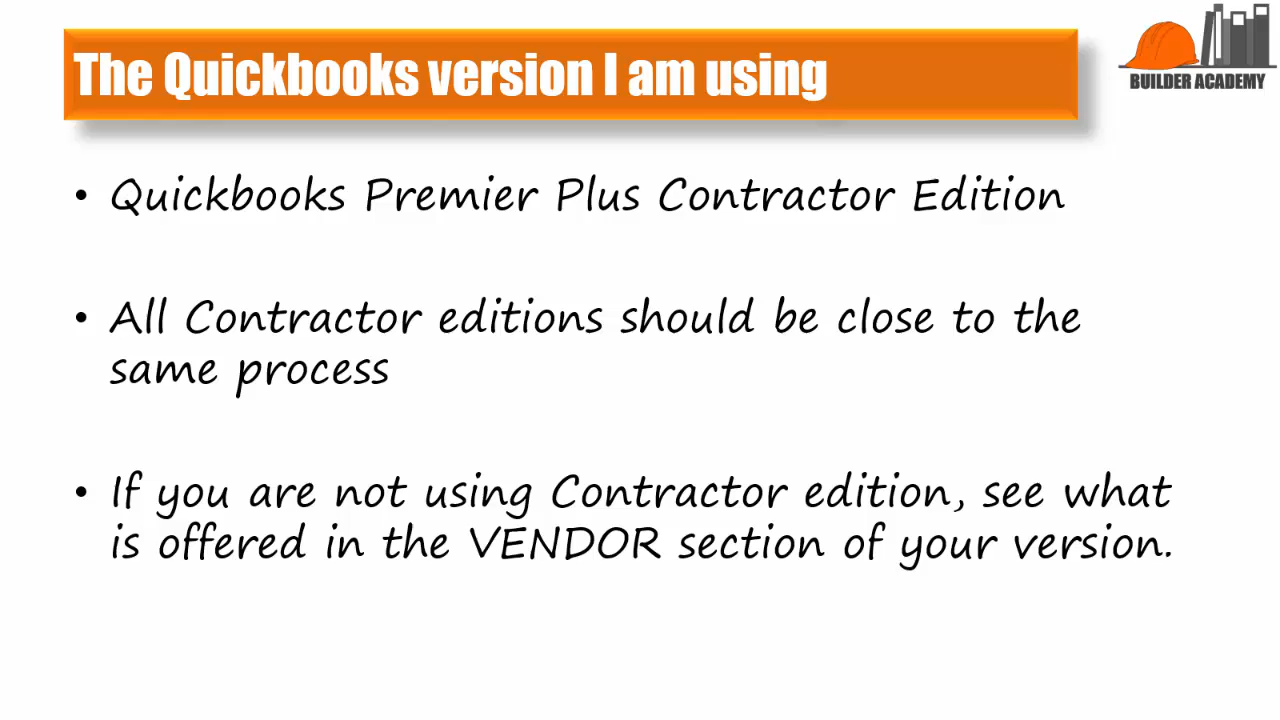 The Quickbooks version I am using
BUILDER ACADEMY
• Quickbooks Premier Plus Contractor Edition
• All Contractor editions should be close to the
same process
• If you are not using Contractor edition, see what
is offered in the VENDOR section of your version.